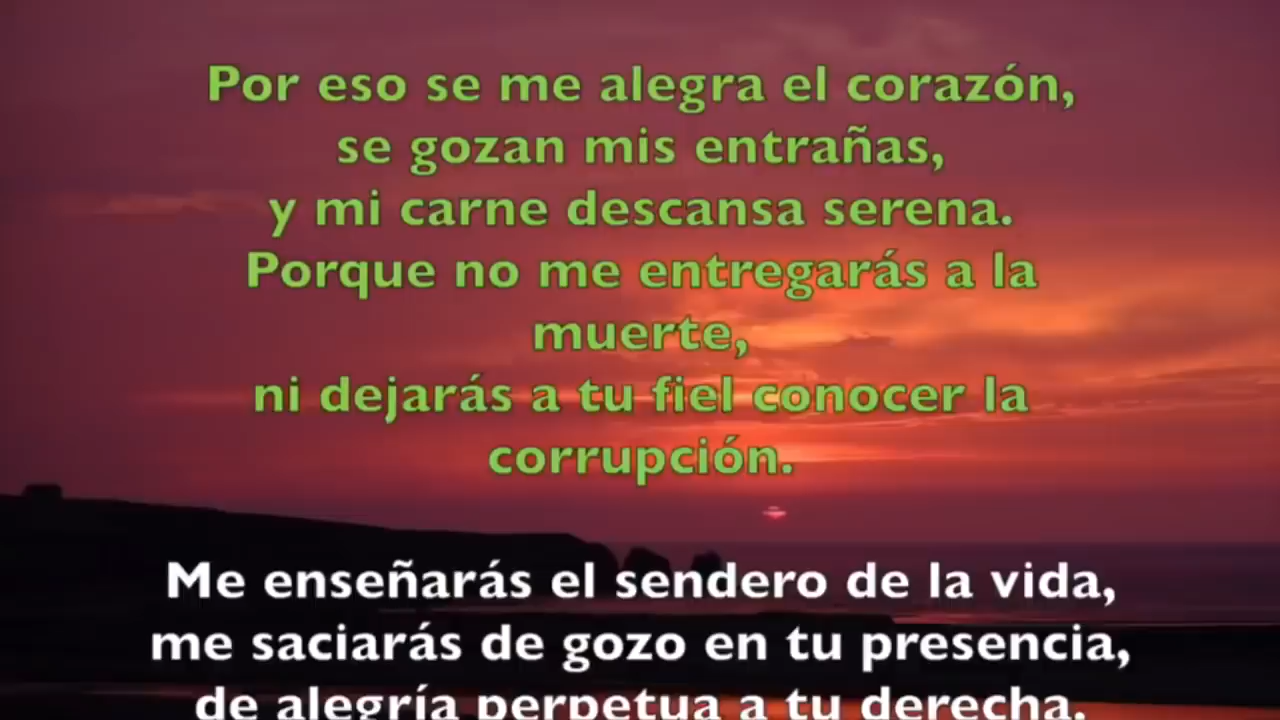 Por eso se me alegra el corazón,
se gozan mis entrañas,
y mi carne descansa serena.
Porque no me entregarás a la
muerte,
ni dejarás a tu fiel conocer la
corrupción.
Me enseñarás el sendero de la vida,
me saciarás de gozo en tu presencia,
de alegría perpetua a tu derecha.